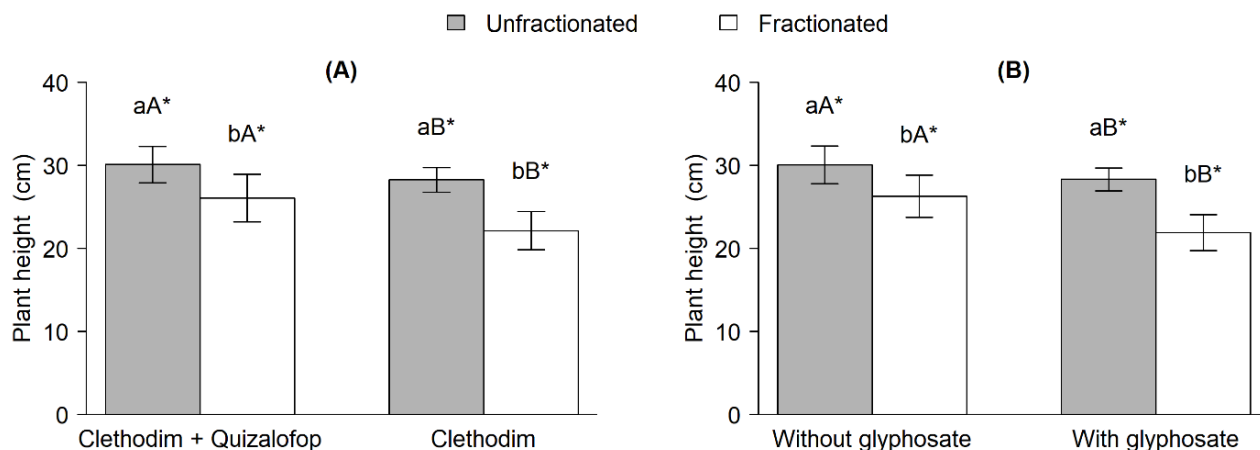 Unfractionated Fractionated
(A)
Plant height (cm)
40
30
20
10
0
aA*
bA*
aB*
bB*
Clethodim + Quizalofop Clethodim
(B)
Plant height (cm)
40
30
20
10
0
aA*
bA*
aB*
bB*
Without glyphosate With glyphosate